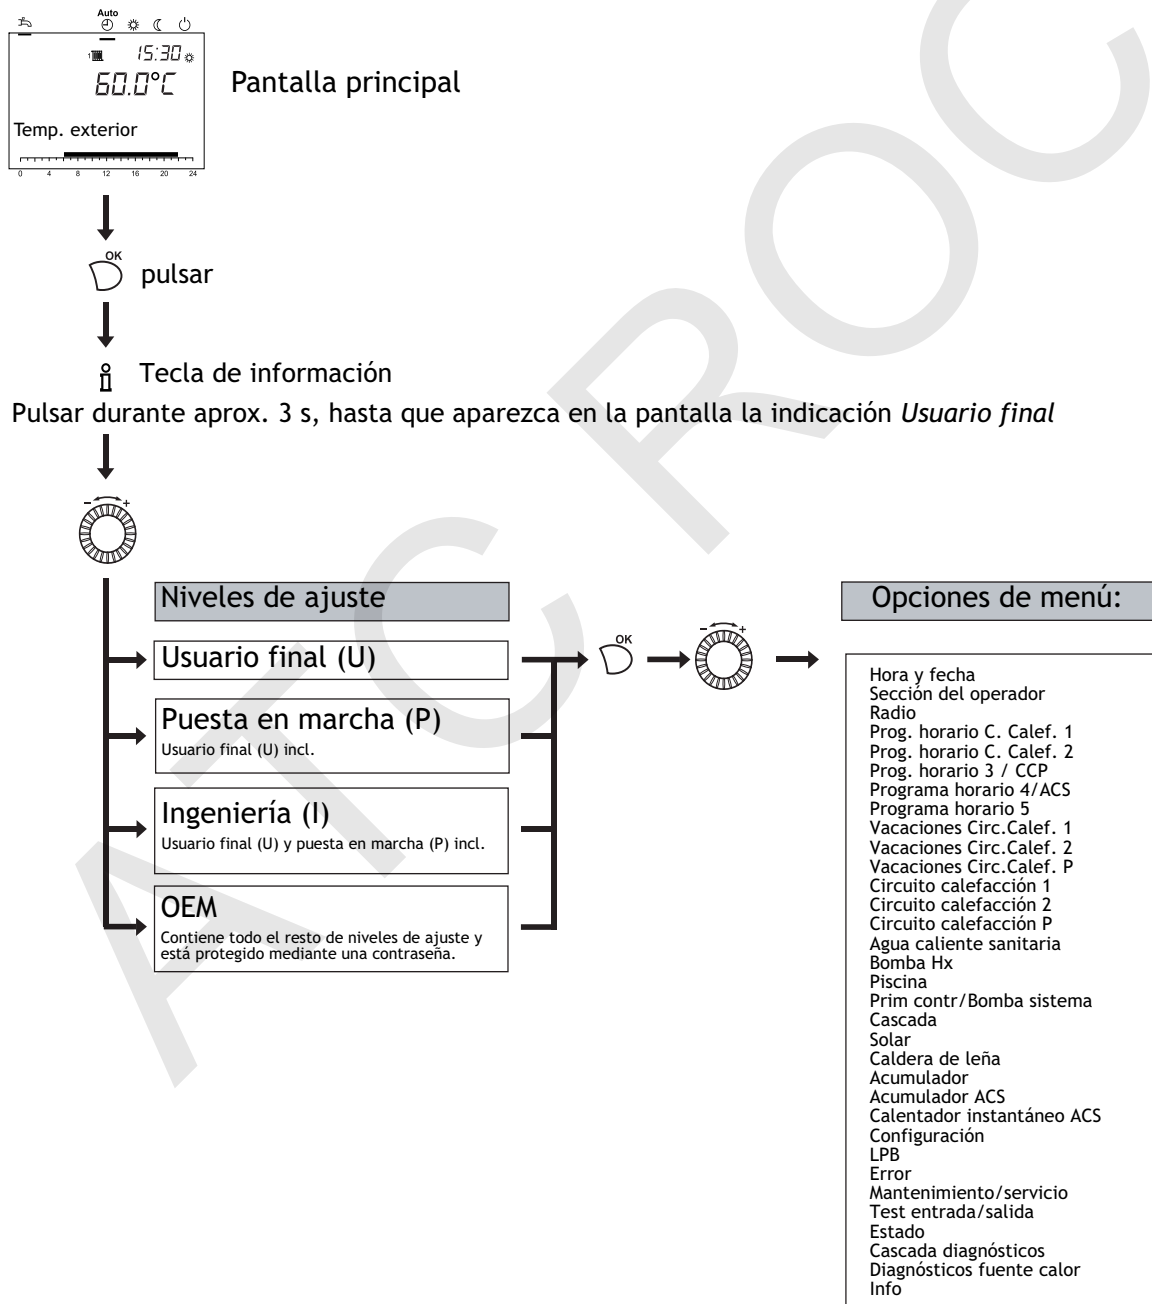 Auto
15:30
1
60.0°C
Pantalla principal
Temp. exterior
0 4 8 12 16 20 24
OK
pulsar
Tecla de información
Pulsar durante aprox. 3 s, hasta que aparezca en la pantalla la indicación Usuario final
- +
Niveles de ajuste
Usuario final (U)
Puesta en marcha (P)
Usuario final (U) incl.
Ingeniería (I)
Usuario final (U) y puesta en marcha (P) incl.
OEM
Contiene todo el resto de niveles de ajuste y
está protegido mediante una contraseña.
OK
- +
Opciones de menú:
Hora y fecha
Sección del operador
Radio
Prog. horario C. Calef. 1
Prog. horario C. Calef. 2
Prog. horario 3 / CCP
Programa horario 4/ACS
Programa horario 5
Vacaciones Circ.Calef. 1
Vacaciones Circ.Calef. 2
Vacaciones Circ.Calef. P
Circuito calefacción 1
Circuito calefacción 2
Circuito calefacción P
Agua caliente sanitaria
Bomba Hx
Piscina
Prim contr/Bomba sistema
Cascada
Solar
Caldera de leña
Acumulador
Acumulador ACS
Calentador instantáneo ACS
Configuración
LPB
Error
Mantenimiento/servicio
Test entrada/salida
Estado
Cascada diagnósticos
Diagnósticos fuente calor
Info
ATC ROC